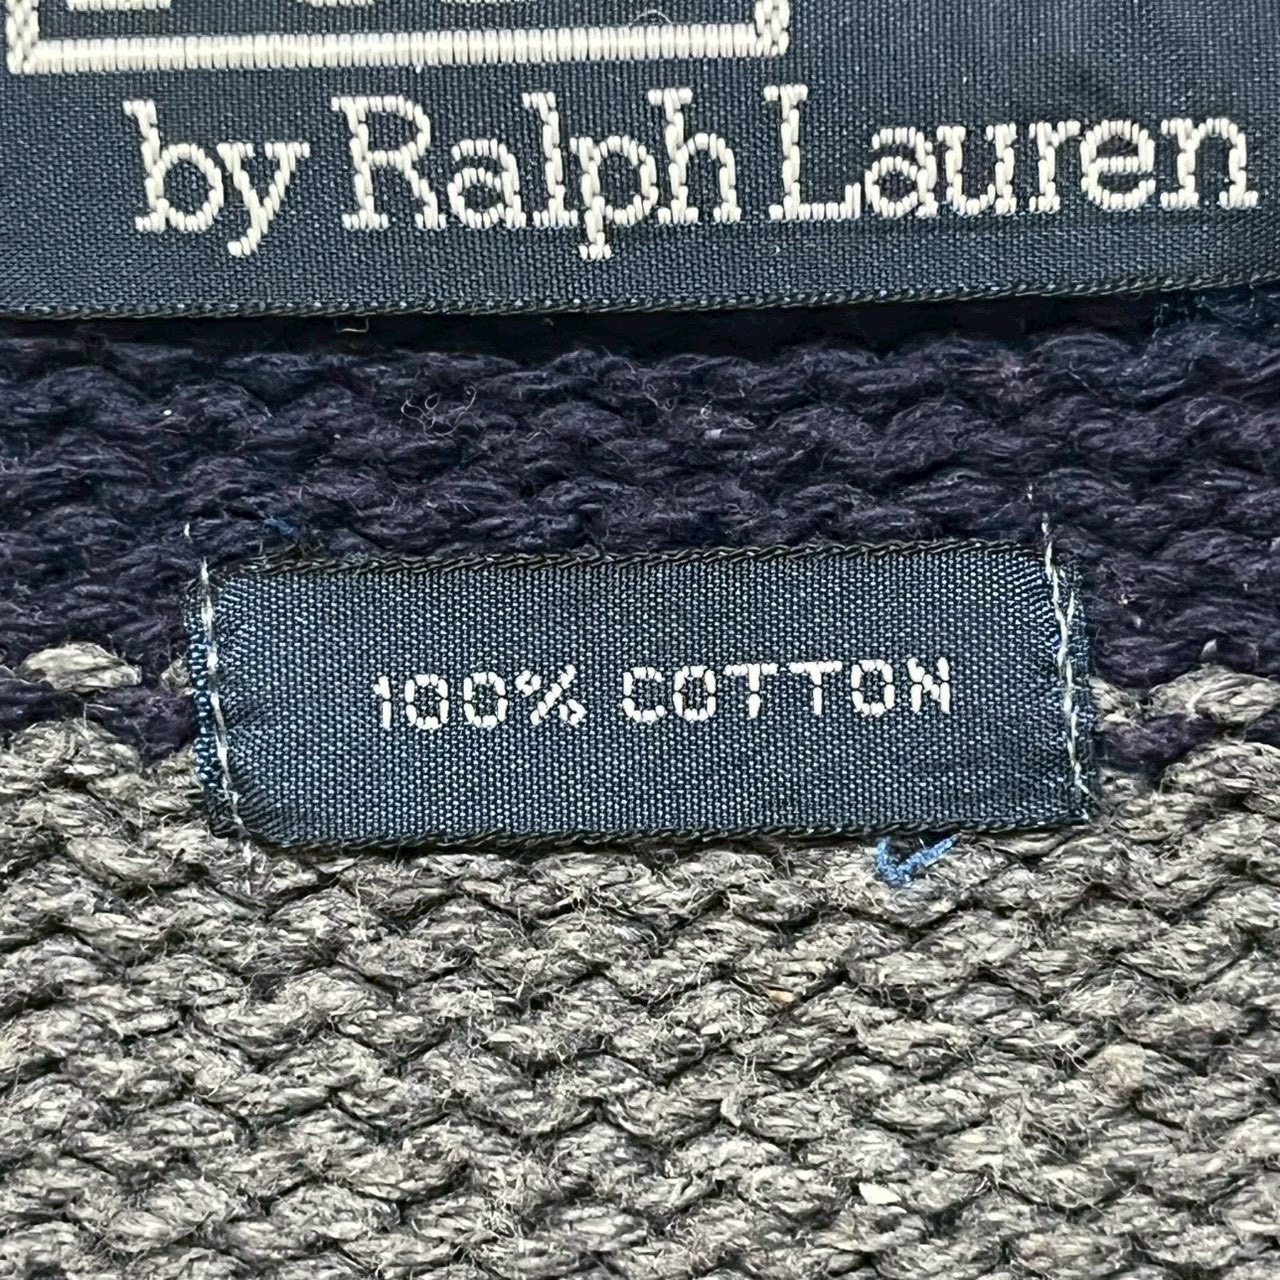 by Ralph Lauren
100% COTTON